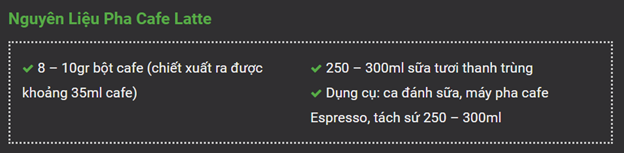 Nguyên Liệu Pha Cafe Latte
✓ 8 – 10gr bột cafe (chiết xuất ra được
khoảng 35ml cafe)
✓ 250 – 300ml sữa tươi thanh trùng
✓ Dụng cụ: ca đánh sữa, máy pha cafe
Espresso, tách sứ 250 – 300ml